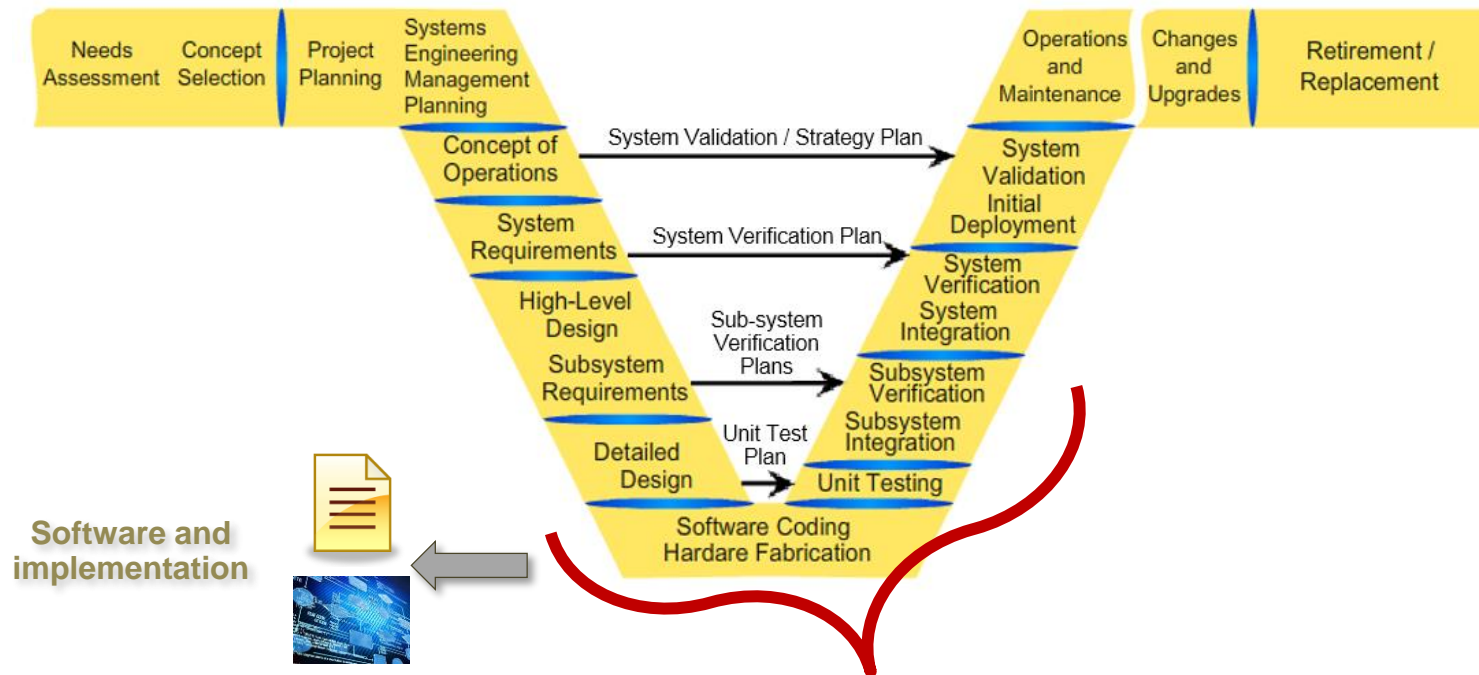 Needs
Assessment
Concept
Selection
Project
Planning
Systems
Engineering
Management
Planning
Operations
and
Maintenance
Changes
and
Upgrades
Retirement /
Replacement
Concept of
Operations
System Validation / Strategy Plan
System
Validation
Initial
Deployment
System
Requirements
System Verification Plan
System
Verification
System
Integration
High-Level
Design
Subsystem
Requirements
Sub-system
Verification
Plans
Subsystem
Verification
Subsystem
Integration
Detailed
Design
Unit Test
Plan
Unit Testing
Software Coding
Hardare Fabrication
Software and
implementation